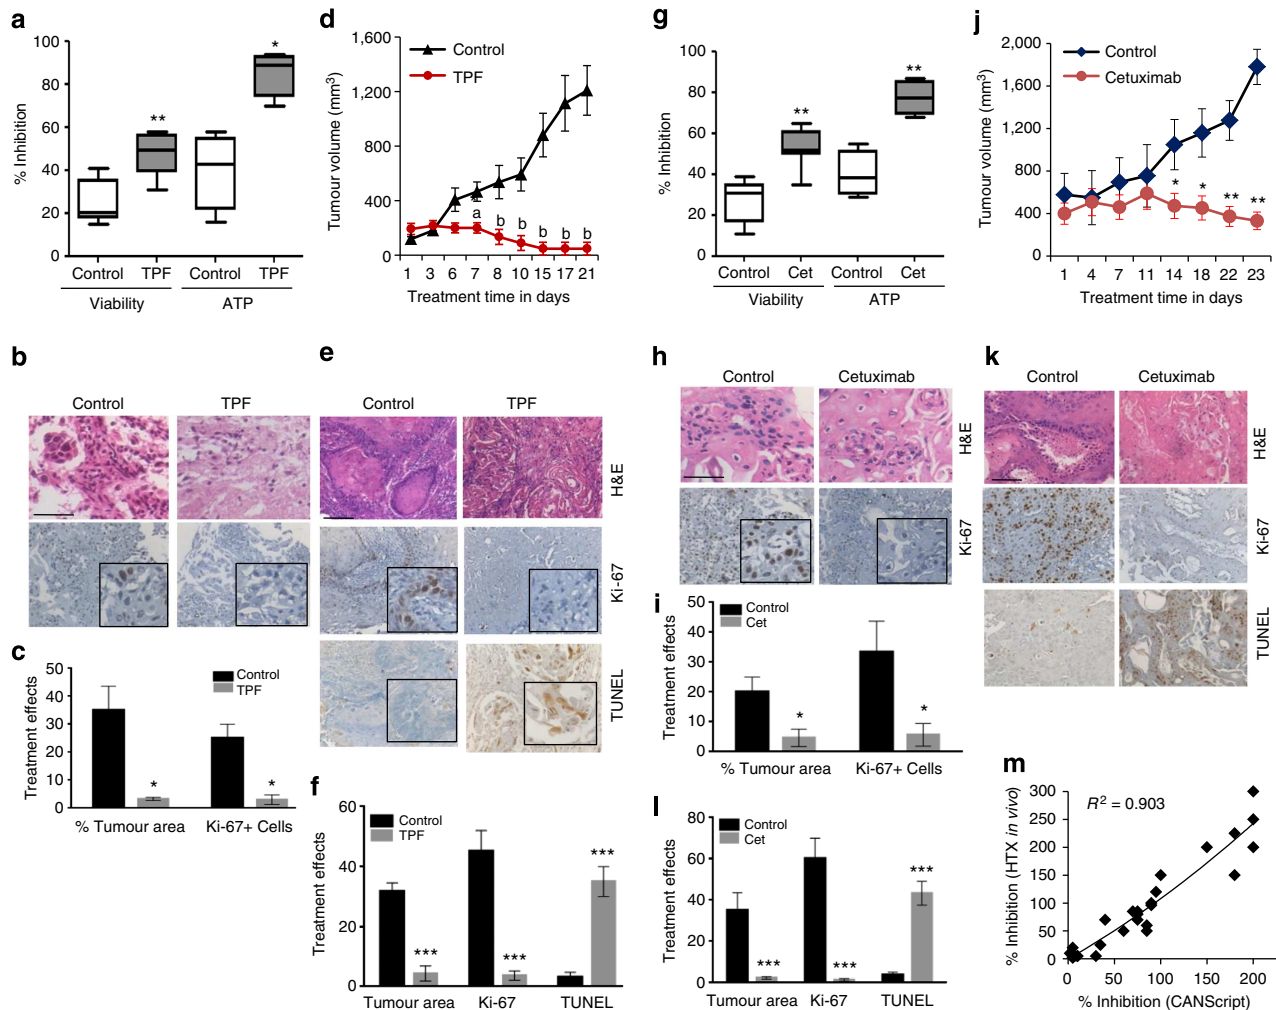 a
100
80
60
40
20
0
% Inhibition
**
*
Control
TPF
Control
TPF
Viability
ATP
d
1,600
1,200
800
400
0
Tumour volume (mm3)
Control
TPF
a
b
b
b
b
b
1 3 6 7 8 10 15 17 21
Treatment time in days
g
100
80
60
40
20
0
% Inhibition
**
**
Control
Cet
Control
Cet
Viability
ATP
j
2,000
1,600
1,200
800
400
0
Tumour volume (mm3)
Control
Cetuximab
*
*
**
**
1 4 7 11 14 18 22 23
Treatment time in days
b
Control
TPF
e
Control
TPF
H&E
Ki-67
TUNEL
h
Control
Cetuximab
H&E
Ki-67
k
Control
Cetuximab
H&E
Ki-67
TUNEL
c
50
40
30
20
10
0
Treatment effects
Control
TPF
*
*
% Tumour area
Ki-67+ Cells
f
60
40
20
0
Treatment effects
Control
TPF
***
***
***
Tumour area
Ki-67
TUNEL
i
50
40
30
20
10
0
Treatment effects
Control
Cet
*
*
% Tumour area
Ki-67+ Cells
l
80
60
40
20
0
Treatment effects
Control
Cet
***
***
***
Tumour area
Ki-67
TUNEL
m
300
250
200
150
100
50
0
% Inhibition (HTX in vivo)
R2 = 0.903
0 50 100 150 200
% Inhibition (CANScript)